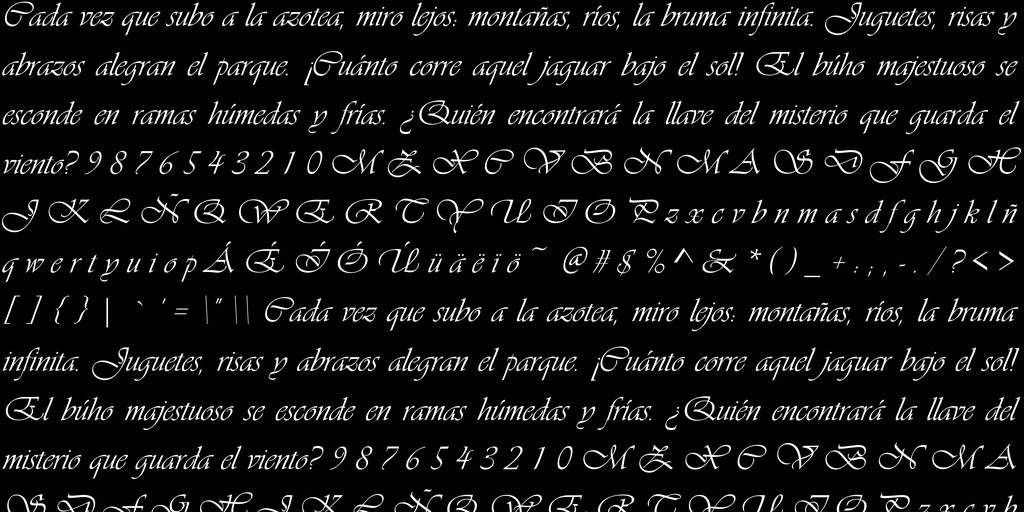 Cada vez que subo a la azotea, miro lejos: montañas, ríos, la bruma infinita. Juguetes, risas y
abrazos alegran el parque. ¡Cuánto corre aquel jaguar bajo el sol! El búho majestuoso se
esconde en ramas húmedas y frías. ¿Quién encontrará la llave del misterio que guarda el
viento? 9 8 7 6 5 4 3 2 1 0 M Z X C V B N M A S D F G H
J K L Ñ Q W E R T Y U I O P z x c v b n m a s d f g h j k l ñ
q w e r t y u i o p Á É Í Ó Ú ü ä ë ï ö ~ @ # $ % ^ & * ( ) _ + : ; , - . / ? < >
[ ] { } | ` ' = \" \\ Cada vez que subo a la azotea, miro lejos: montañas, ríos, la bruma
infinita. Juguetes, risas y abrazos alegran el parque. ¡Cuánto corre aquel jaguar bajo el sol!
El búho majestuoso se esconde en ramas húmedas y frías. ¿Quién encontrará la llave del
misterio que guarda el viento? 9 8 7 6 5 4 3 2 1 0 M Z X C V B N M A
S D F G H J K L Ñ Q W E R T Y U I O P z x c v b